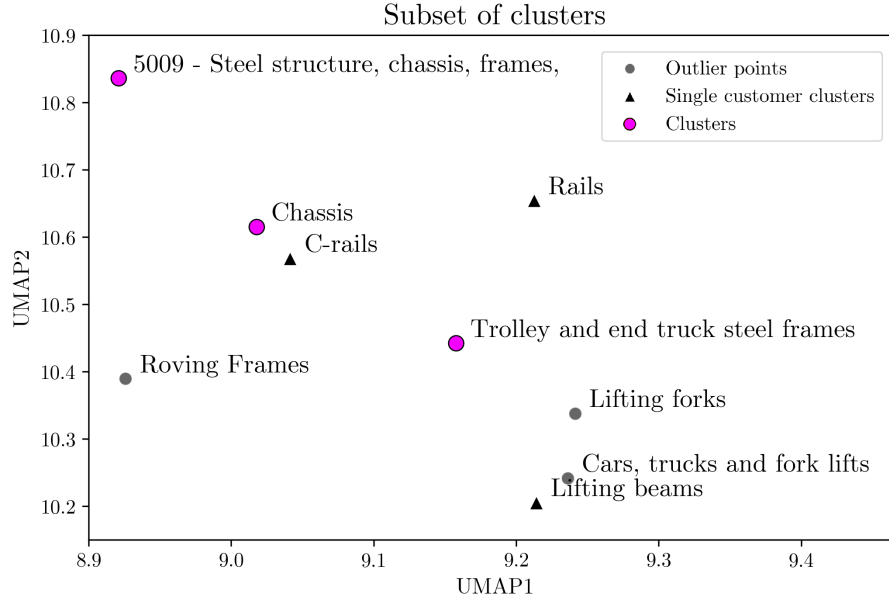 Subset of clusters
10.9
5009 - Steel structure, chassis, frames,
Outlier points
Single customer clusters
Clusters
10.8
10.7
Rails
Chassis
10.6
C-rails
UMAP2
10.5
Trolley and end truck steel frames
10.4
Roving Frames
Lifting forks
10.3
Cars, trucks and fork lifts
Lifting beams
10.2
8.9 9.0 9.1 9.2 9.3 9.4
UMAP1